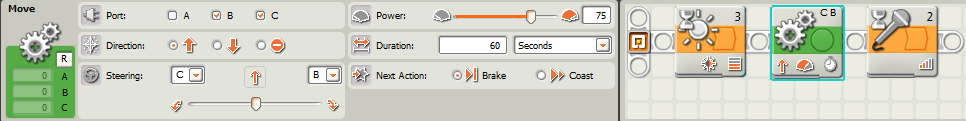 Move
Port: A B C Power: 75
Direction: Duration: 60 Seconds
Steering: C B Next Action: Brake Coast
R
0 A
0 B
0 C
3 C B 2